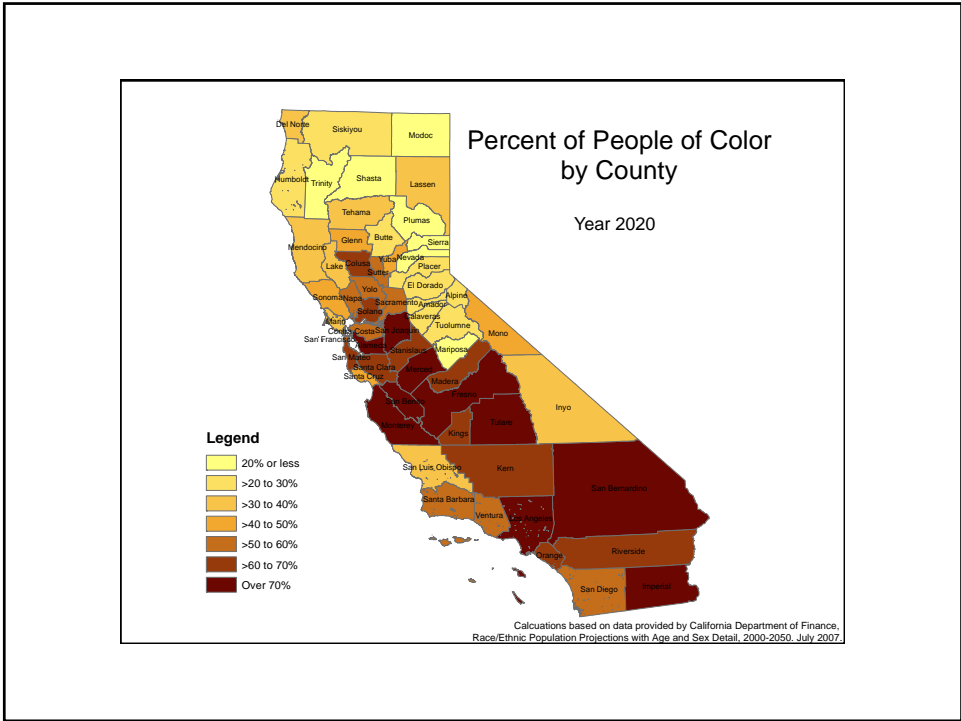 Percent of People of Color
by County
Year 2020
Del Norte
Siskiyou
Modoc
Humboldt
Trinity
Shasta
Lassen
Tehama
Plumas
Mendocino
Glenn
Butte
Sierra
Lake
Colusa
Yuba
Nevada
Sutter
Placer
Yolo
El Dorado
Sonoma
Napa
Sacramento
Alpine
Solano
Amador
Calaveras
Marin
Contra Costa
San Joaquin
Tuolumne
Mono
San Francisco
Alameda
Stanislaus
Mariposa
San Mateo
Santa Clara
Merced
Santa Cruz
Madera
San Benito
Fresno
Inyo
Monterey
Kings
Tulare
San Luis Obispo
Kern
San Bernardino
Santa Barbara
Ventura
Los Angeles
Orange
Riverside
San Diego
Imperial
Legend
20% or less
>20 to 30%
>30 to 40%
>40 to 50%
>50 to 60%
>60 to 70%
Over 70%
Calcuations based on data provided by California Department of Finance,
Race/Ethnic Population Projections with Age and Sex Detail, 2000-2050. July 2007.